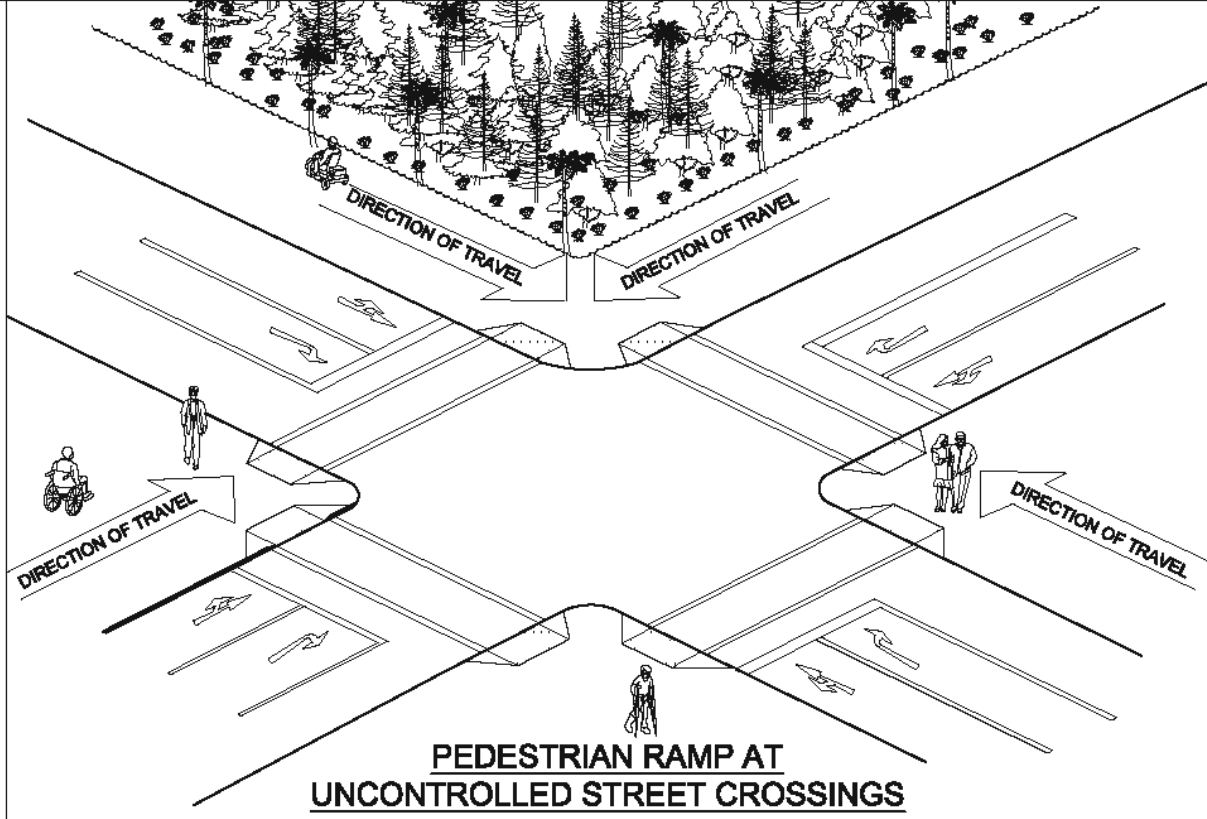 DIRECTION OF TRAVEL
DIRECTION OF TRAVEL
DIRECTION OF TRAVEL
DIRECTION OF TRAVEL
PEDESTRIAN RAMP AT
UNCONTROLLED STREET CROSSINGS